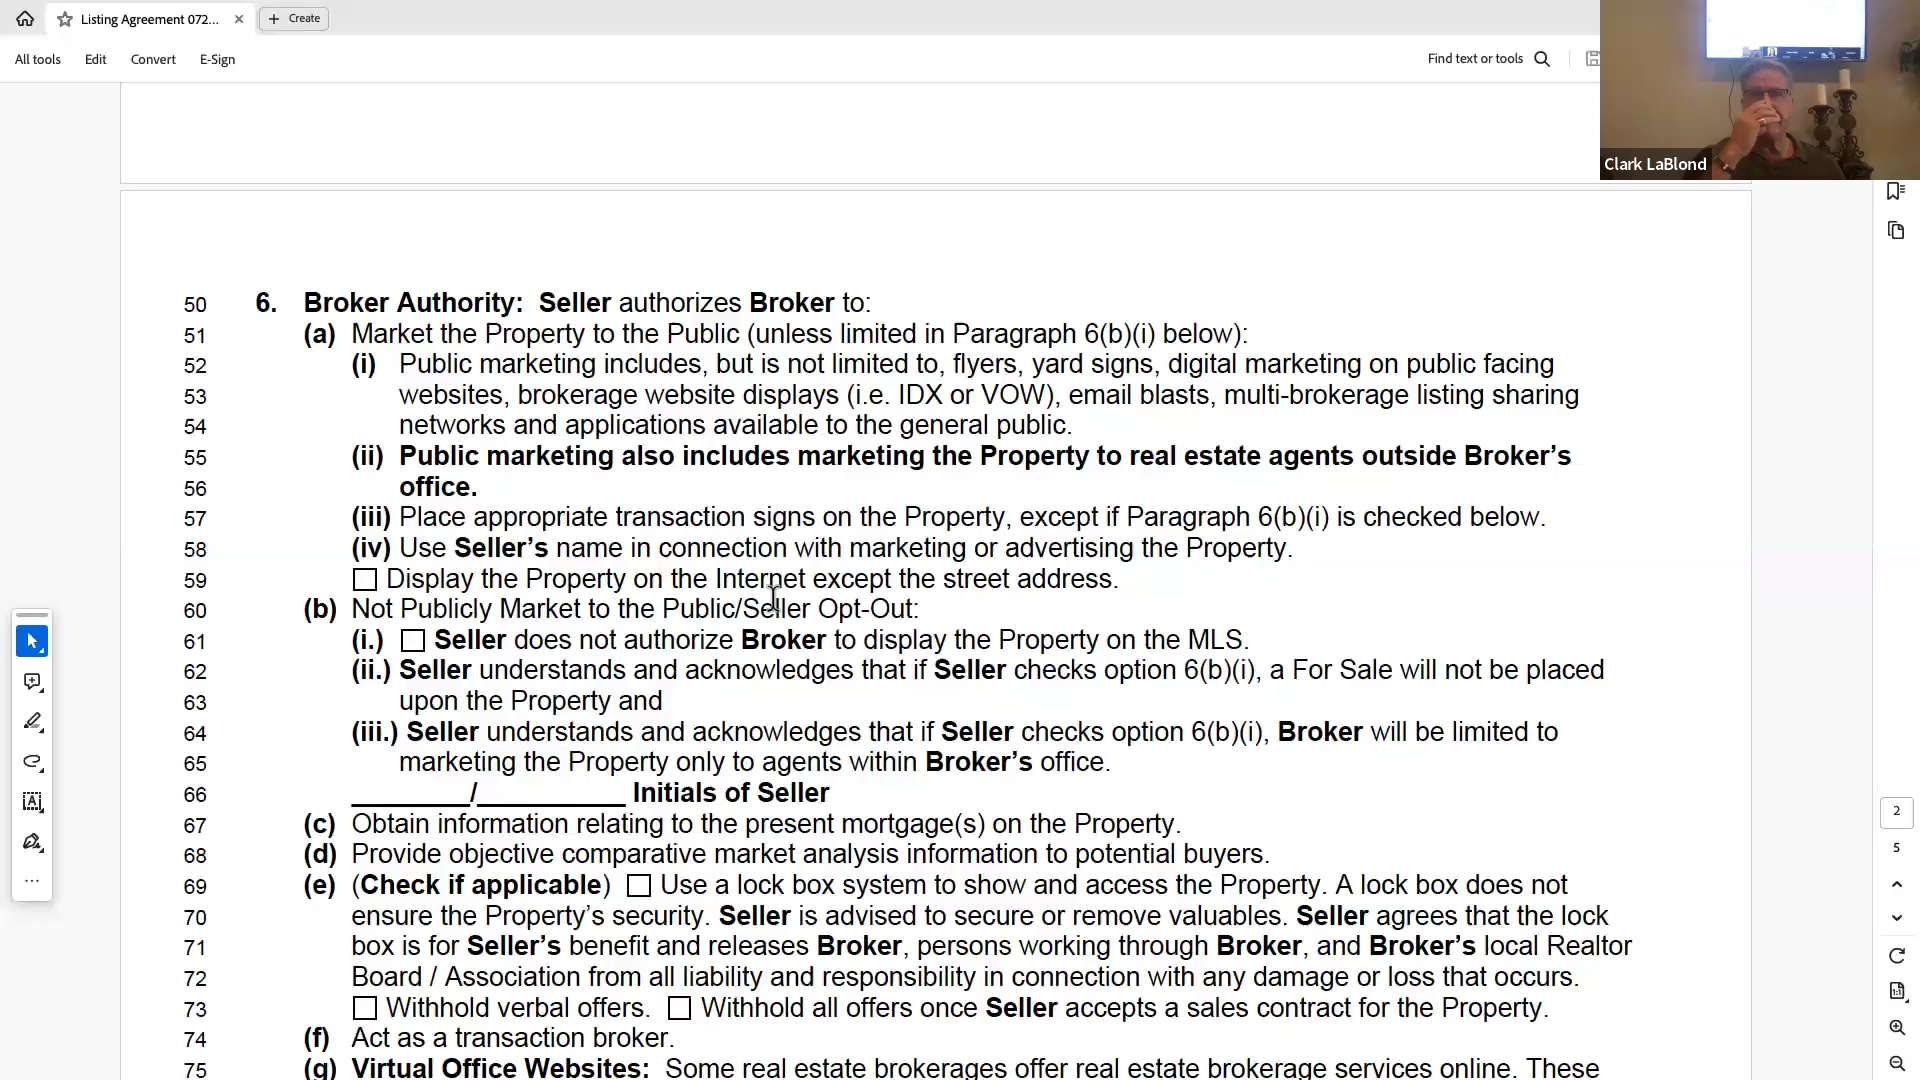 Listing Agreement 072...
Create
All tools
Edit
Convert
E-Sign
Find text or tools
Clark LaBlond
50 6. Broker Authority: Seller authorizes Broker to:
51 (a) Market the Property to the Public (unless limited in Paragraph 6(b)(i) below):
52 (i) Public marketing includes, but is not limited to, flyers, yard signs, digital marketing on public facing
53 websites, brokerage website displays (i.e. IDX or VOW), email blasts, multi-brokerage listing sharing
54 networks and applications available to the general public.
55 (ii) Public marketing also includes marketing the Property to real estate agents outside Broker's
56 office.
57 (iii) Place appropriate transaction signs on the Property, except if Paragraph 6(b)(i) is checked below.
58 (iv) Use Seller's name in connection with marketing or advertising the Property.
59 Display the Property on the Internet except the street address.
60 (b) Not Publicly Market to the Public/Seller Opt-Out:
61 (i.) Seller does not authorize Broker to display the Property on the MLS.
62 (ii.) Seller understands and acknowledges that if Seller checks option 6(b)(i), a For Sale will not be placed
63 upon the Property and
64 (iii.) Seller understands and acknowledges that if Seller checks option 6(b)(i), Broker will be limited to
65 marketing the Property only to agents within Broker's office.
66 ________/__________ Initials of Seller
67 (c) Obtain information relating to the present mortgage(s) on the Property.
68 (d) Provide objective comparative market analysis information to potential buyers.
69 (e) (Check if applicable) Use a lock box system to show and access the Property. A lock box does not
70 ensure the Property's security. Seller is advised to secure or remove valuables. Seller agrees that the lock
71 box is for Seller's benefit and releases Broker, persons working through Broker, and Broker's local Realtor
72 Board / Association from all liability and responsibility in connection with any damage or loss that occurs.
73 Withhold verbal offers. Withhold all offers once Seller accepts a sales contract for the Property.
74 (f) Act as a transaction broker.
75 (g) Virtual Office Websites: Some real estate brokerages offer real estate brokerage services online. These
2
5